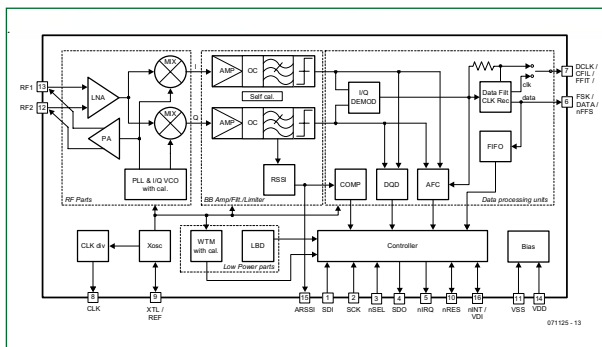 RF1
13
RF2
12
LNA
PA
MIX
MIX
I
Q
PLL & I/Q VCO
with cal.
RF Parts
AMP
OC
Self cal.
AMP
OC
RSSI
BB Amp/Filt./Limiter
I/Q
DEMOD
COMP
DQD
AFC
Data Filt
CLK Rec
clk
data
FIFO
Data processing units
7
DCLK /
CFIL /
FFIT /
6
FSK /
DATA /
nFFS
CLK div
Xosc
WTM
with cal.
LBD
Low Power parts
Controller
Bias
8
CLK
9
XTL /
REF
15
ARSSI
1
SDI
2
SCK
3
nSEL
4
SDO
5
nIRQ
10
nRES
16
nINT /
VDI
11
VSS
14
VDD
071125 - 13